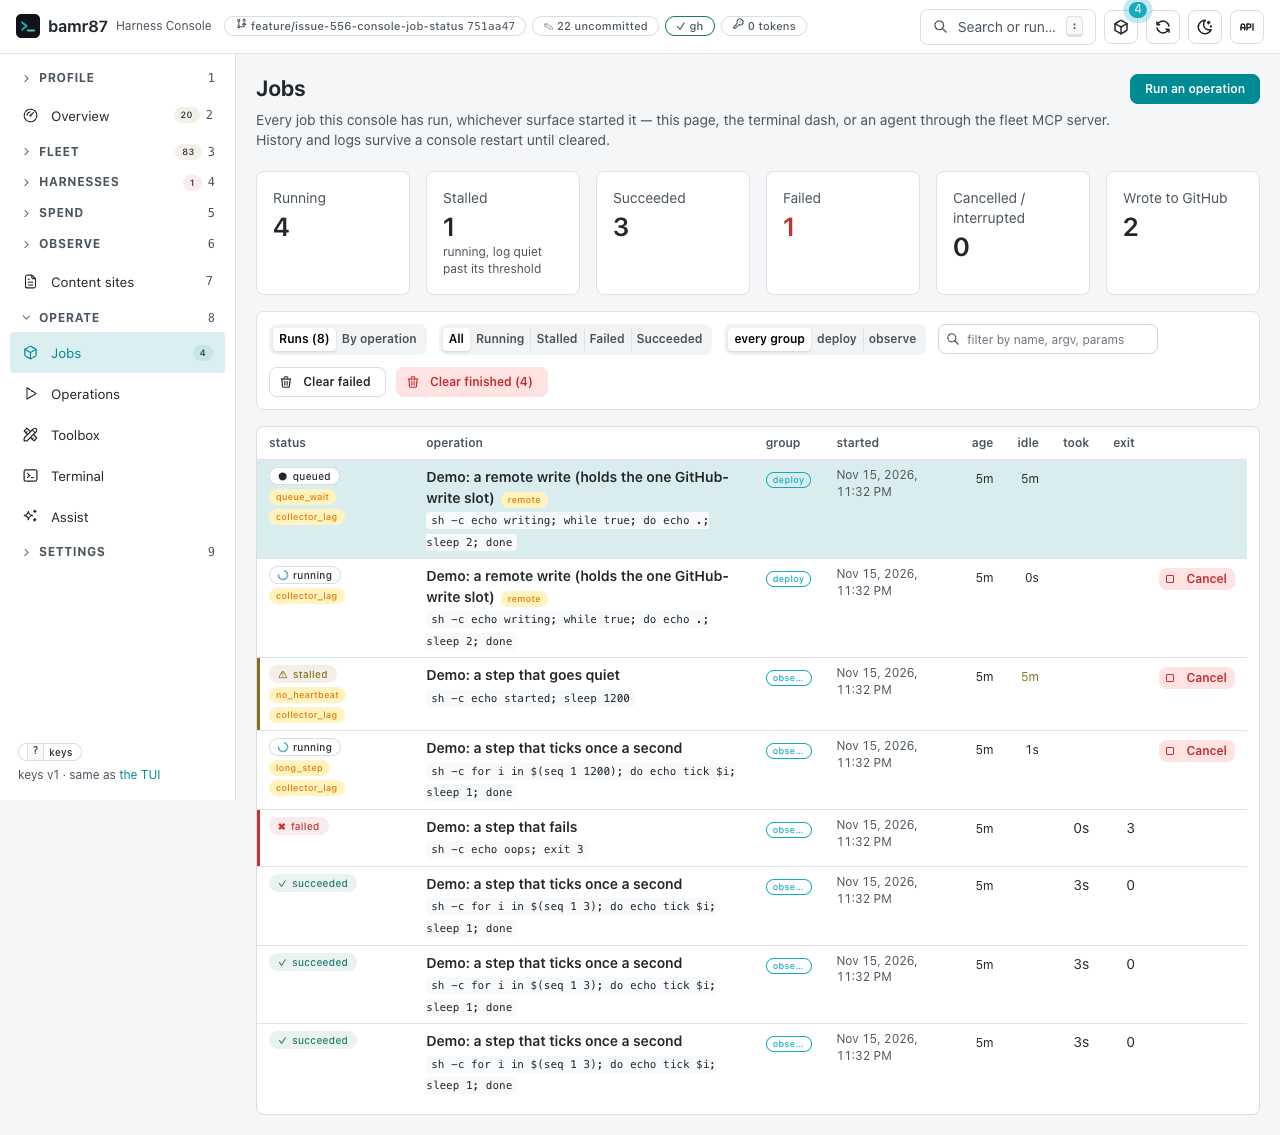 bamr87 Harness Console feature/issue-556-console-job-status 751aa47 22 uncommitted gh 0 tokens Search or run... : 4 API
PROFILE 1
Overview 20 2
FLEET 83 3
HARNESSES 1 4
SPEND 5
OBSERVE 6
Content sites 7
OPERATE 8
Jobs 4
Operations
Toolbox
Terminal
Assist
SETTINGS 9
? keys
keys v1 · same as the TUI
Jobs
Run an operation
Every job this console has run, whichever surface started it — this page, the terminal dash, or an agent through the fleet MCP server.
History and logs survive a console restart until cleared.
Running
4
Stalled
1
running, log quiet
past its threshold
Succeeded
3
Failed
1
Cancelled /
interrupted
0
Wrote to GitHub
2
Runs (8) By operation All Running Stalled Failed Succeeded every group deploy observe filter by name, argv, params
Clear failed Clear finished (4)
status operation group started age idle took exit
queued
queue_wait
collector_lag
Demo: a remote write (holds the one GitHub-
write slot) remote
sh -c echo writing; while true; do echo .;
sleep 2; done
deploy
Nov 15, 2026,
11:32 PM
5m 5m
running
collector_lag
Demo: a remote write (holds the one GitHub-
write slot) remote
sh -c echo writing; while true; do echo .;
sleep 2; done
deploy
Nov 15, 2026,
11:32 PM
5m 0s Cancel
stalled
no_heartbeat
collector_lag
Demo: a step that goes quiet
sh -c echo started; sleep 1200
obse...
Nov 15, 2026,
11:32 PM
5m 5m Cancel
running
long_step
collector_lag
Demo: a step that ticks once a second
sh -c for i in $(seq 1 1200); do echo tick $i;
sleep 1; done
obse...
Nov 15, 2026,
11:32 PM
5m 1s Cancel
failed
Demo: a step that fails
sh -c echo oops; exit 3
obse...
Nov 15, 2026,
11:32 PM
5m 0s 3
succeeded
Demo: a step that ticks once a second
sh -c for i in $(seq 1 3); do echo tick $i;
sleep 1; done
obse...
Nov 15, 2026,
11:32 PM
5m 3s 0
succeeded
Demo: a step that ticks once a second
sh -c for i in $(seq 1 3); do echo tick $i;
sleep 1; done
obse...
Nov 15, 2026,
11:32 PM
5m 3s 0
succeeded
Demo: a step that ticks once a second
sh -c for i in $(seq 1 3); do echo tick $i;
sleep 1; done
obse...
Nov 15, 2026,
11:32 PM
5m 3s 0